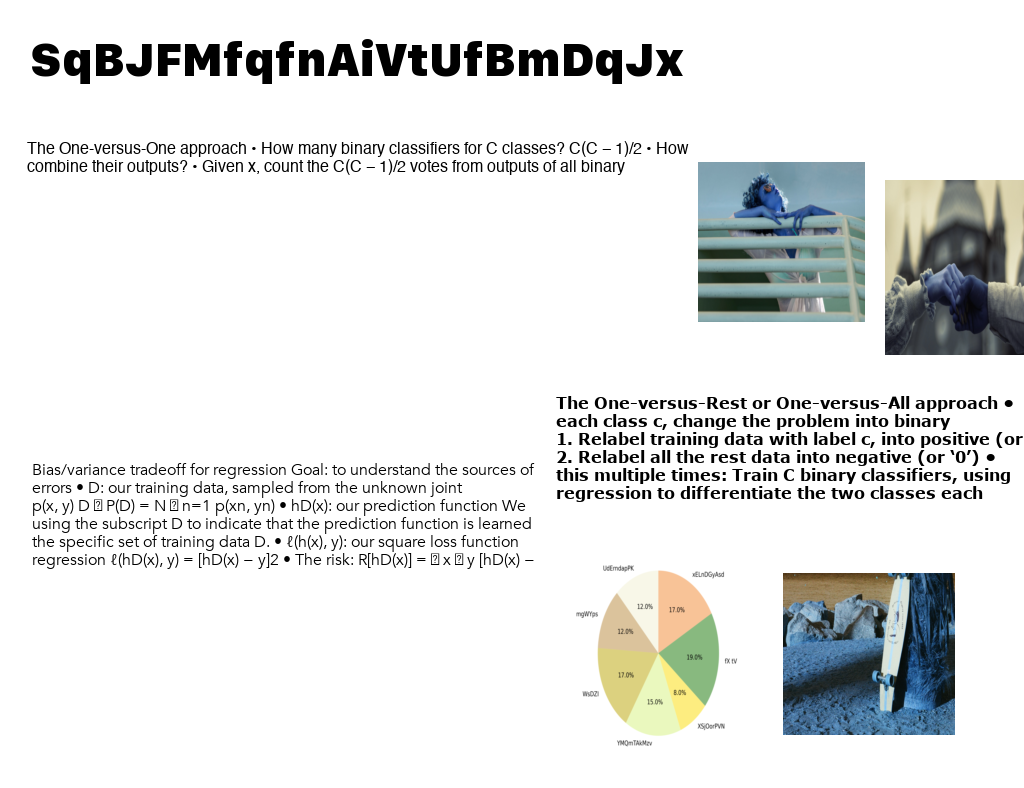 SqBJFMfqfnAiVtUfBmDqJx
The One-versus-One approach • How many binary classifiers for C classes? C(C − 1)/2 • How
combine their outputs? • Given x, count the C(C − 1)/2 votes from outputs of all binary
The One-versus-Rest or One-versus-All approach •
each class c, change the problem into binary
1. Relabel training data with label c, into positive (or
2. Relabel all the rest data into negative (or ‘0’) •
this multiple times: Train C binary classifiers, using
regression to differentiate the two classes each
Bias/variance tradeoff for regression Goal: to understand the sources of
errors • D: our training data, sampled from the unknown joint
p(x, y) D P(D) = N n=1 p(xn, yn) • hD(x): our prediction function We
using the subscript D to indicate that the prediction function is learned
the specific set of training data D. • ℓ(h(x), y): our square loss function
regression ℓ(hD(x), y) = [hD(x) − y]2 • The risk: R[hD(x)] = x y [hD(x) −
UdErndapPK
xELnDGyAsd
12.0%
17.0%
mgWYps
12.0%
19.0%
fX tV
17.0%
8.0%
WsDZl
15.0%
XSjOorPVN
YMQmTAkMzv